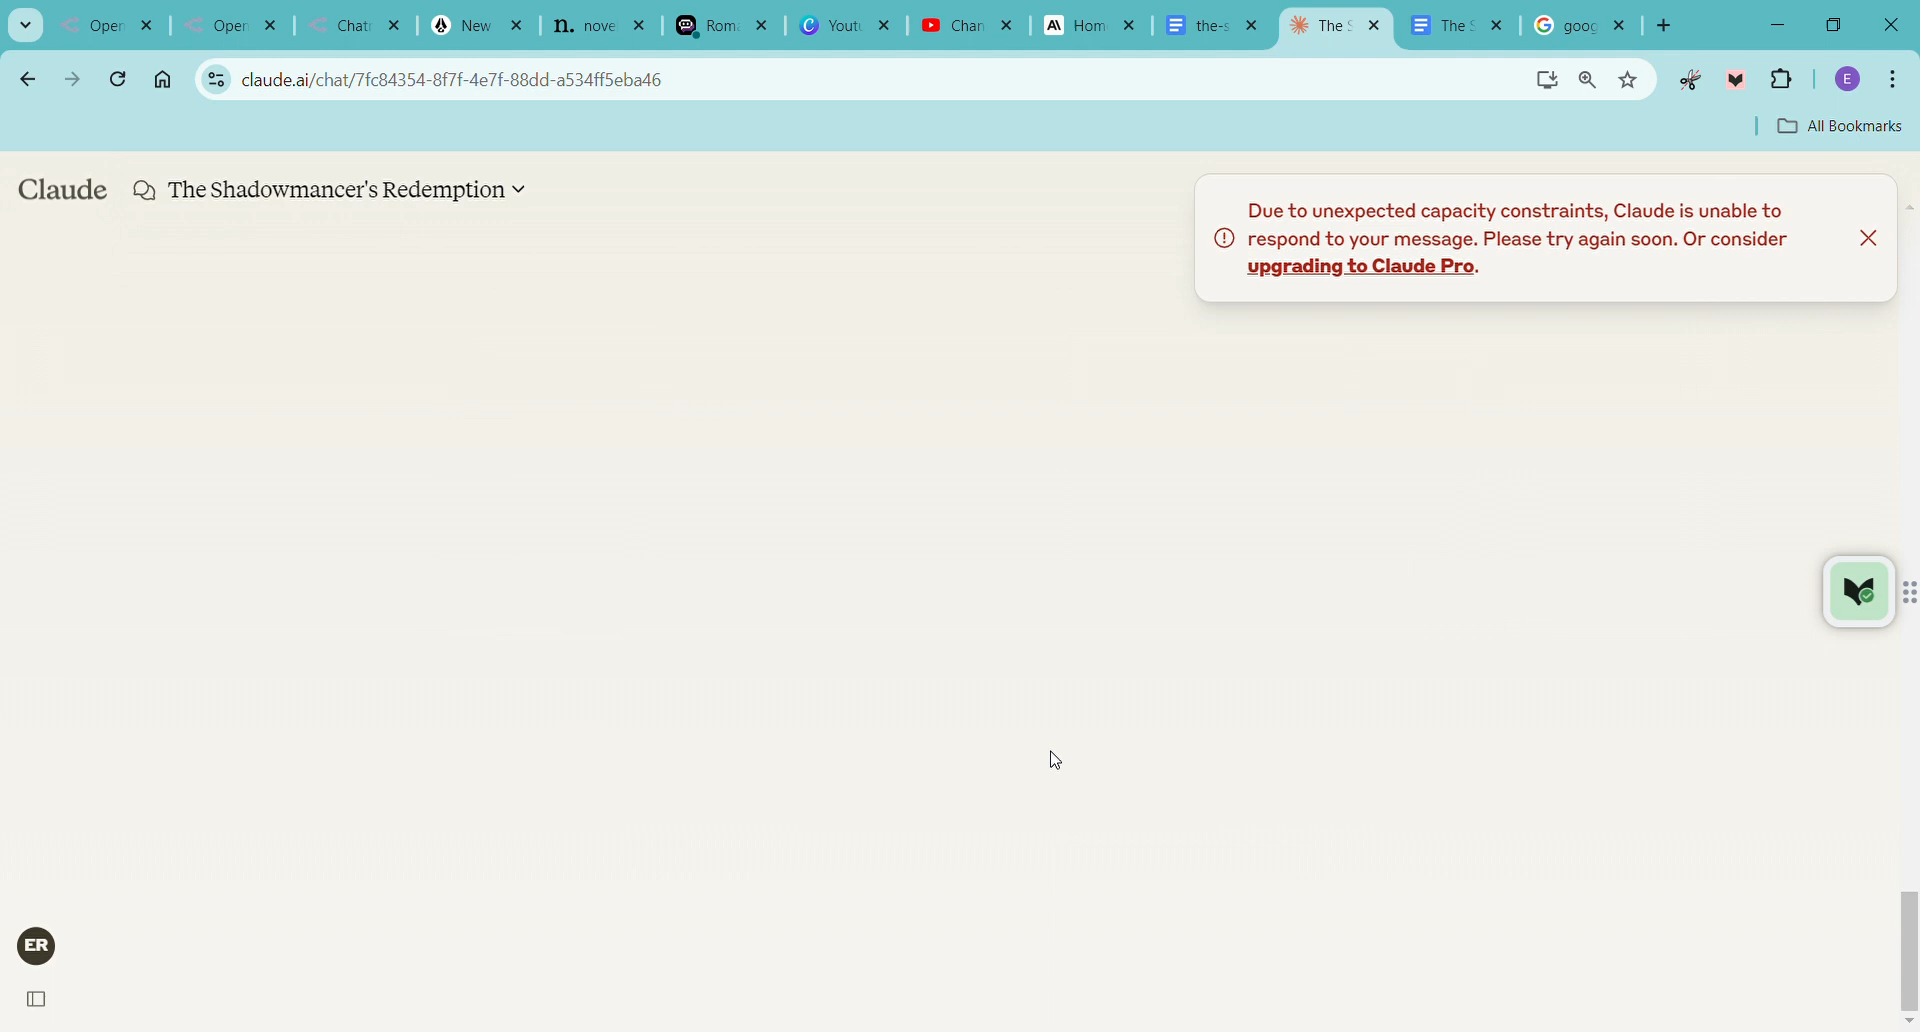 Open
Open
Chat
New
n. nove
Rom
Yout
Chan
Hom
the-s
The S
The S
goog
claude.ai/chat/7fc84354-8f7f-4e7f-88dd-a534ff5eba46
E
All Bookmarks
Claude
The Shadowmancer's Redemption
Due to unexpected capacity constraints, Claude is unable to
respond to your message. Please try again soon. Or consider
upgrading to Claude Pro.
ER